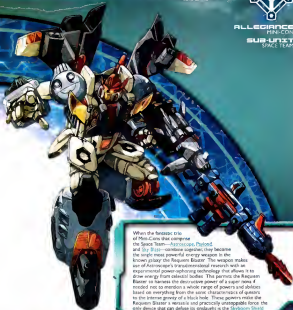 ALLEGIANCE
MINI-CON
SUB-UNIT
SPACE TEAM
When the fantastic trio
of Mini-Cons that comprise
the Space Team—Astroscope, Payload,
and Sky Blast—combine together, they become
the single most powerful energy weapon in the
known galaxy: the Requiem Blaster. The weapon makes
use of Astroscope's transdimensional research with an
experimental power-siphoning technology that allows it to
draw energy from celestial bodies. This permits the Requiem
Blaster to harness the destructive power of a super nova if
needed, not to mention a whole range of powers and abilities
based on everything from the same characteristics of quasars
to the intense gravity of a black hole. These powers make the
Requiem Blaster a versatile and practically unstoppable force; the
only device that can defuse its onslaught is the Skyboom Shield